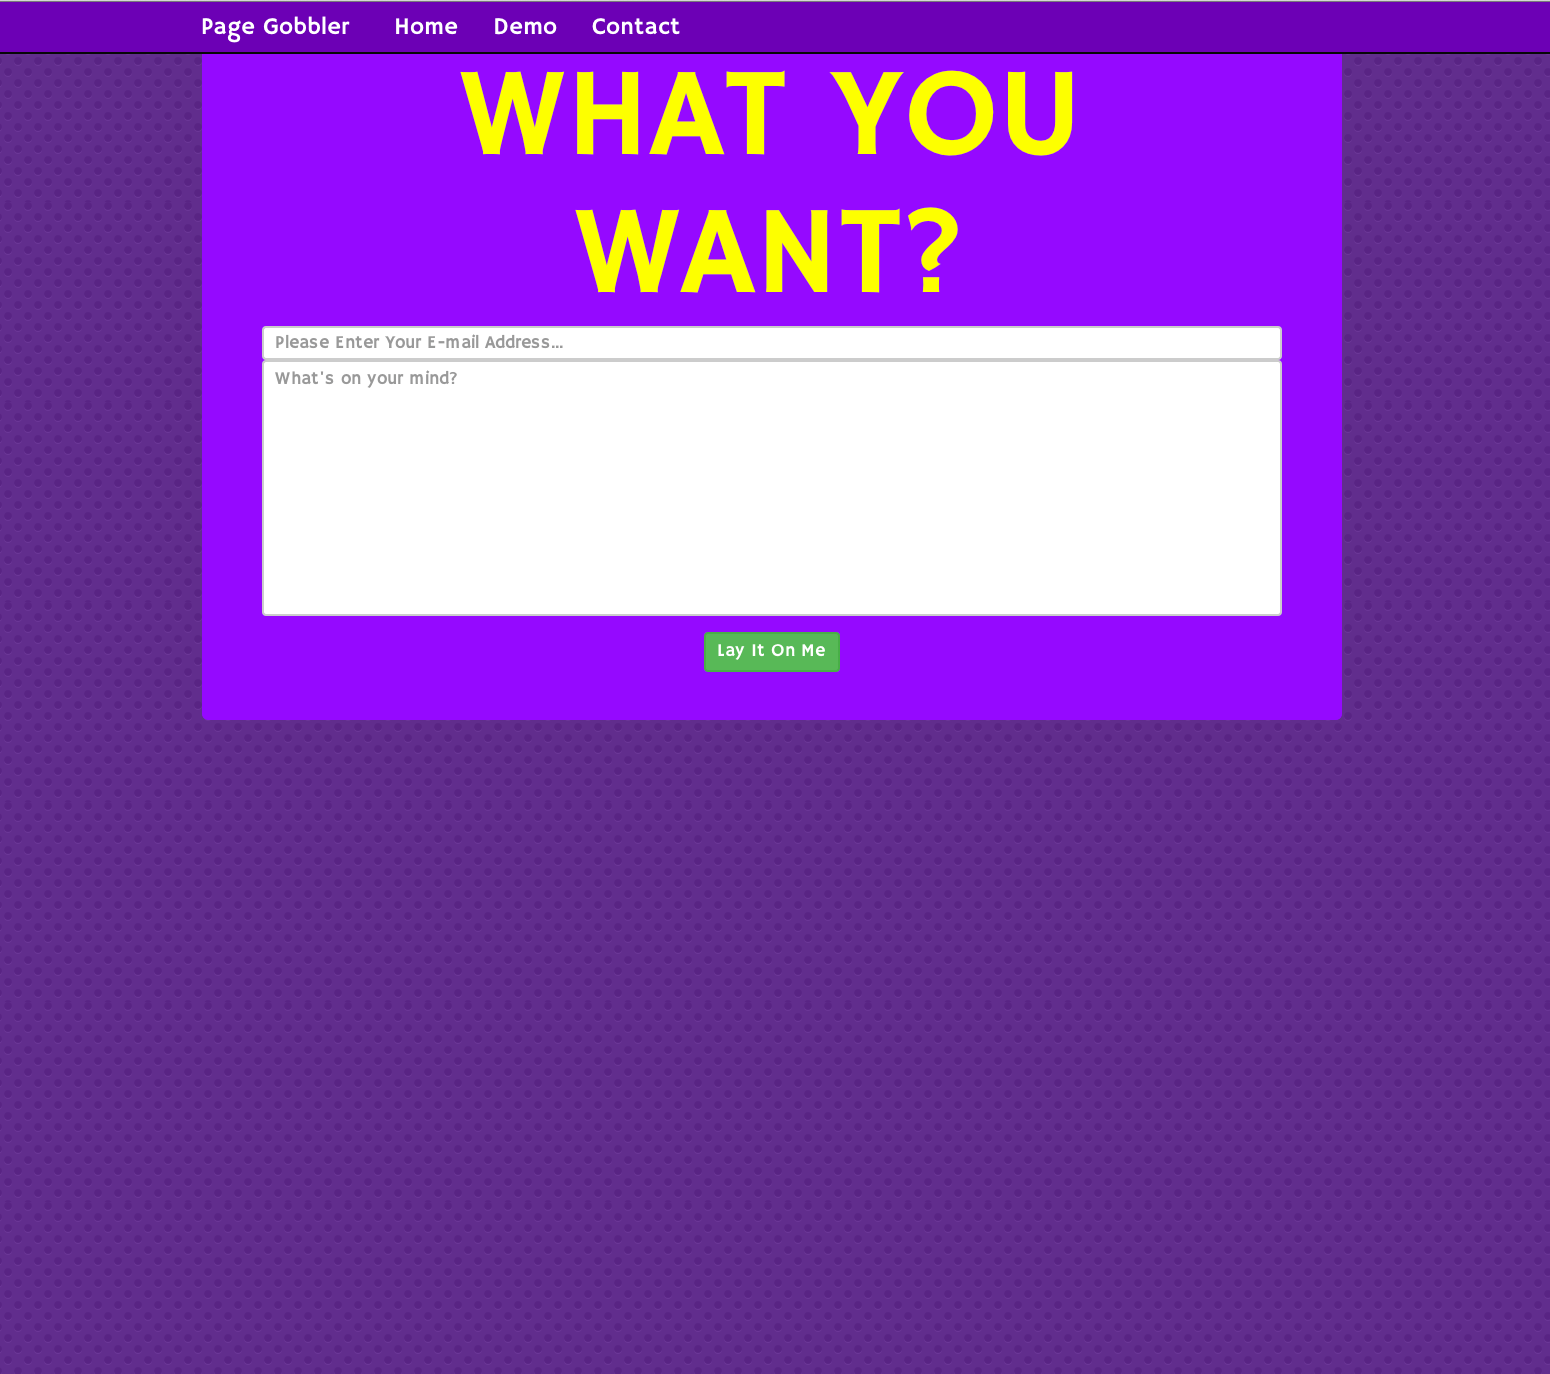 Page Gobbler Home Demo Contact
WHAT YOU
WANT?
Please Enter Your E-mail Address...
What's on your mind?
Lay It On Me